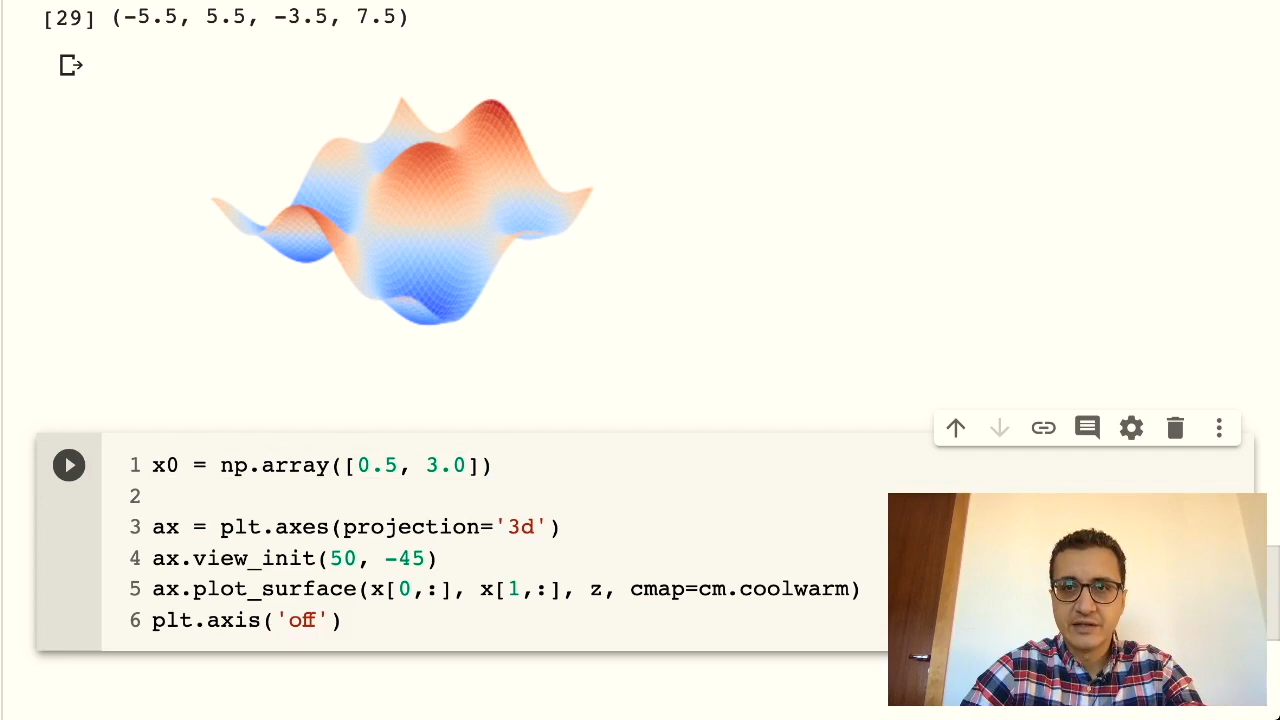 [29] (-5.5, 5.5, -3.5, 7.5)
1 x0 = np.array([0.5, 3.0])
2
3 ax = plt.axes(projection='3d')
4 ax.view_init(50, -45)
5 ax.plot_surface(x[0,:], x[1,:], z, cmap=cm.coolwarm)
6 plt.axis('off')